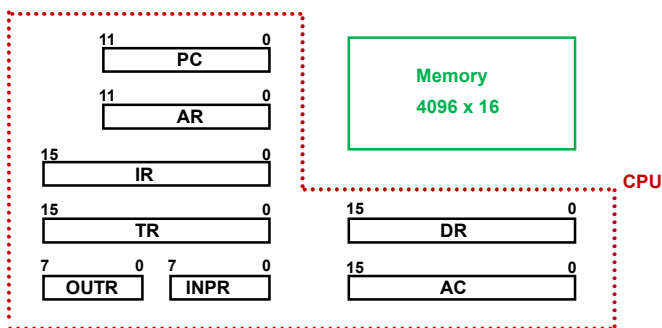 11 0
PC
11 0
AR
15 0
IR
15 0
TR
7 0 7 0
OUTR INPR
Memory
4096 x 16
CPU
15 0
DR
15 0
AC